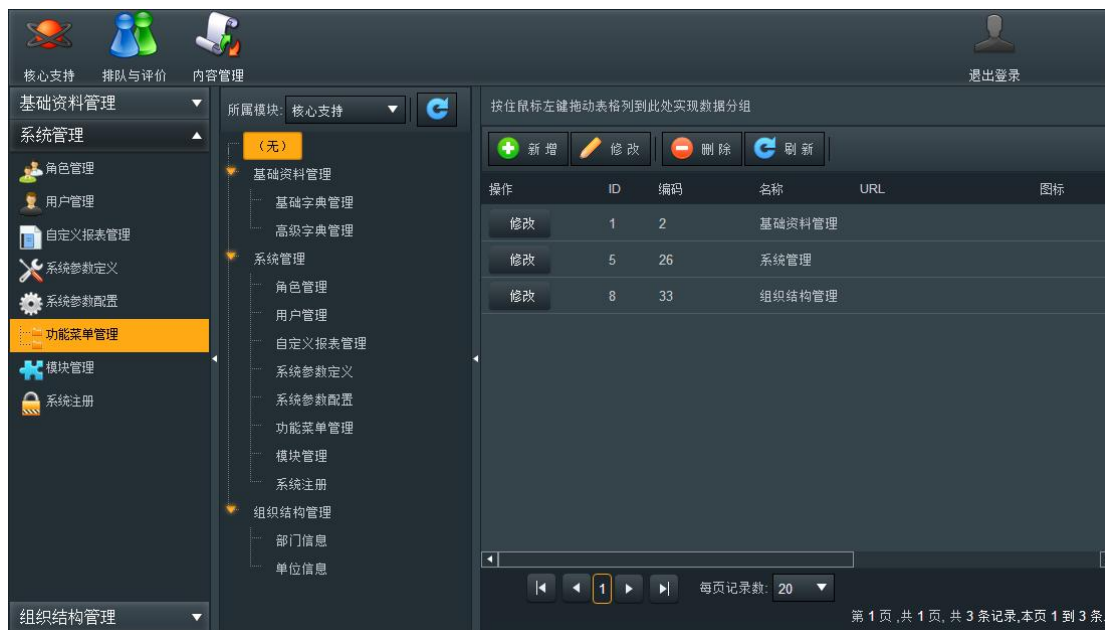 核心支持 排队与评价 内容管理 退出登录
基础资料管理
系统管理
角色管理
用户管理
自定义报表管理
系统参数定义
系统参数配置
功能菜单管理
模块管理
系统注册
组织结构管理
所属模块: 核心支持
（无）
基础资料管理
基础字典管理
高级字典管理
系统管理
角色管理
用户管理
自定义报表管理
系统参数定义
系统参数配置
功能菜单管理
模块管理
系统注册
组织结构管理
部门信息
单位信息
按住鼠标左键拖动表格列到此处实现数据分组
新增 修改 删除 刷新
操作 ID 编码 名称 URL 图标
修改 1 2 基础资料管理
修改 5 26 系统管理
修改 8 33 组织结构管理
1 每页记录数: 20
第 1 页 ,共 1 页, 共 3 条记录,本页 1 到 3 条.